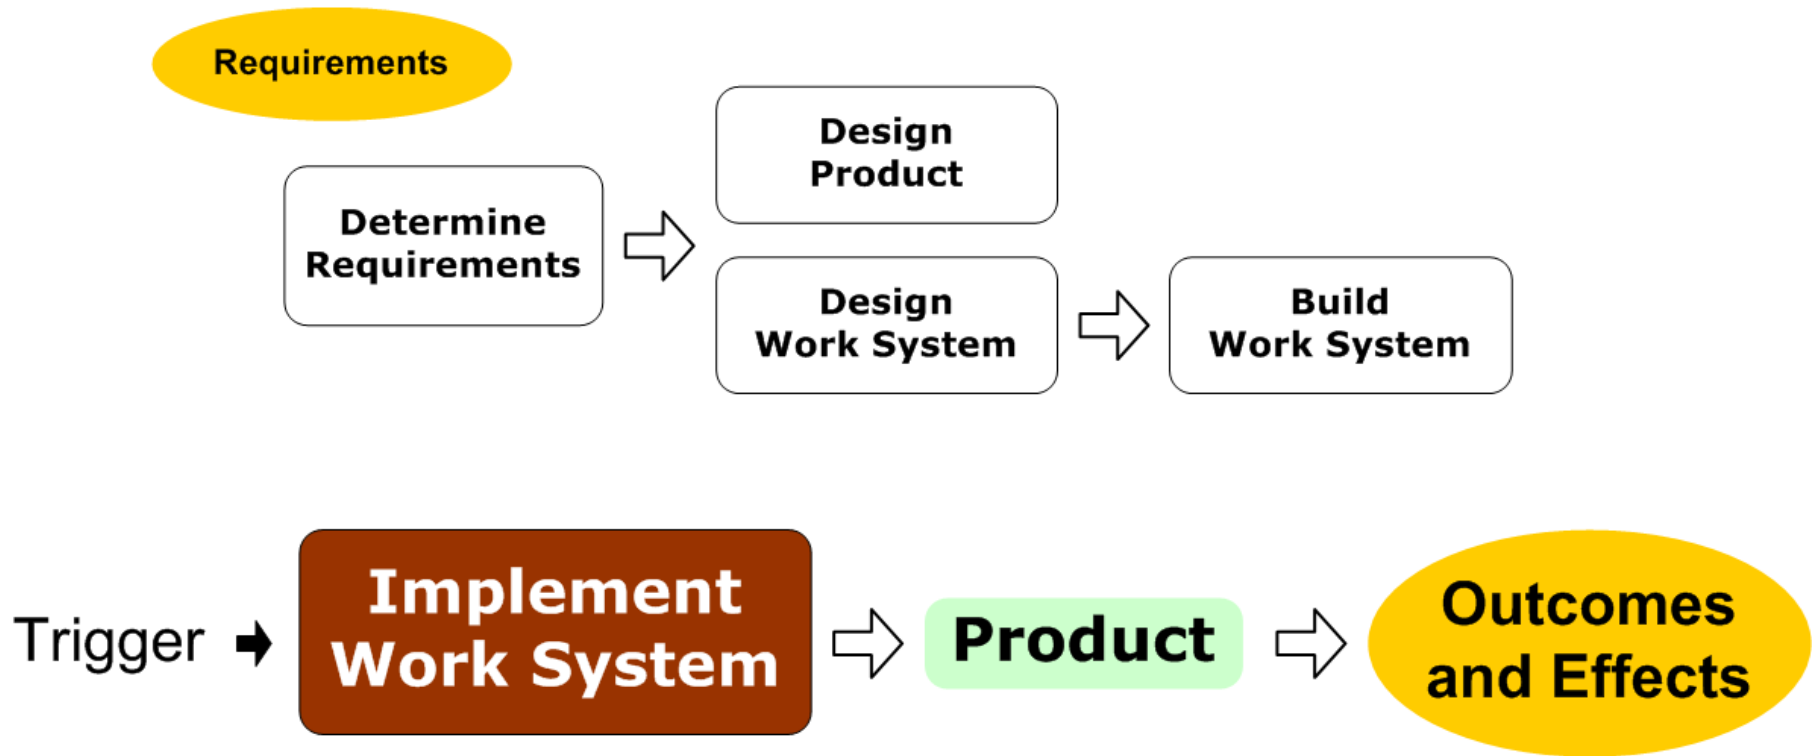 Requirements
Determine
Requirements
Design
Product
Design
Work System
Build
Work System
Trigger
Implement
Work System
Product
Outcomes
and Effects